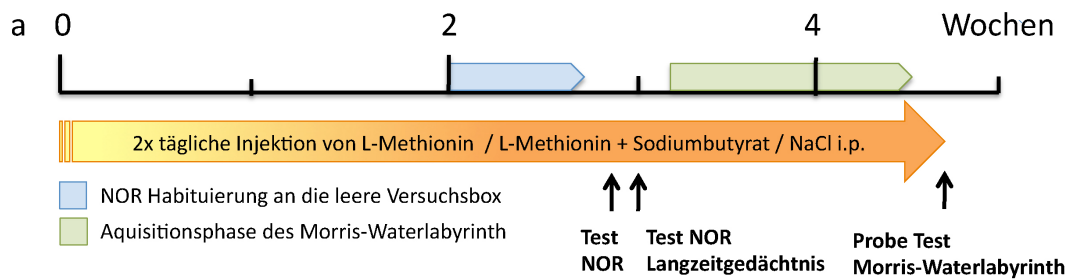 a 0 2 4 Wochen
2x tägliche Injektion von L-Methionin / L-Methionin + Sodiumbutyrat / NaCl i.p.
NOR Habituierung an die leere Versuchsbox
Aquisitionsphase des Morris-Waterlabyrinth
Test
NOR
Test NOR
Langzeitgedächtnis
Probe Test
Morris-Waterlabyrinth